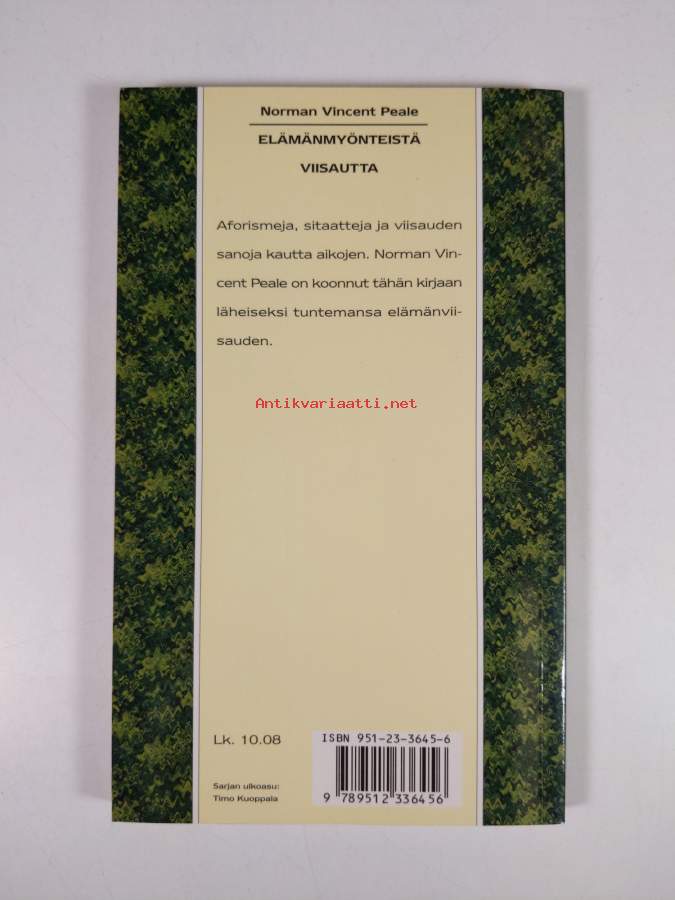 Norman Vincent Peale
ELÄMÄNMYÖNTEISTÄ
VIISAUTTA
Aforismeja, sitaatteja ja viisauden
sanoja kautta aikojen. Norman Vin-
cent Peale on koonnut tähän kirjaan
läheiseksi tuntemansa elämänvii-
sauden.
Antikvariaatti.net
Lk. 10.08
Sarjan ulkoasu:
Timo Kuoppala
ISBN 951-23-3645-6
9 789512 336456